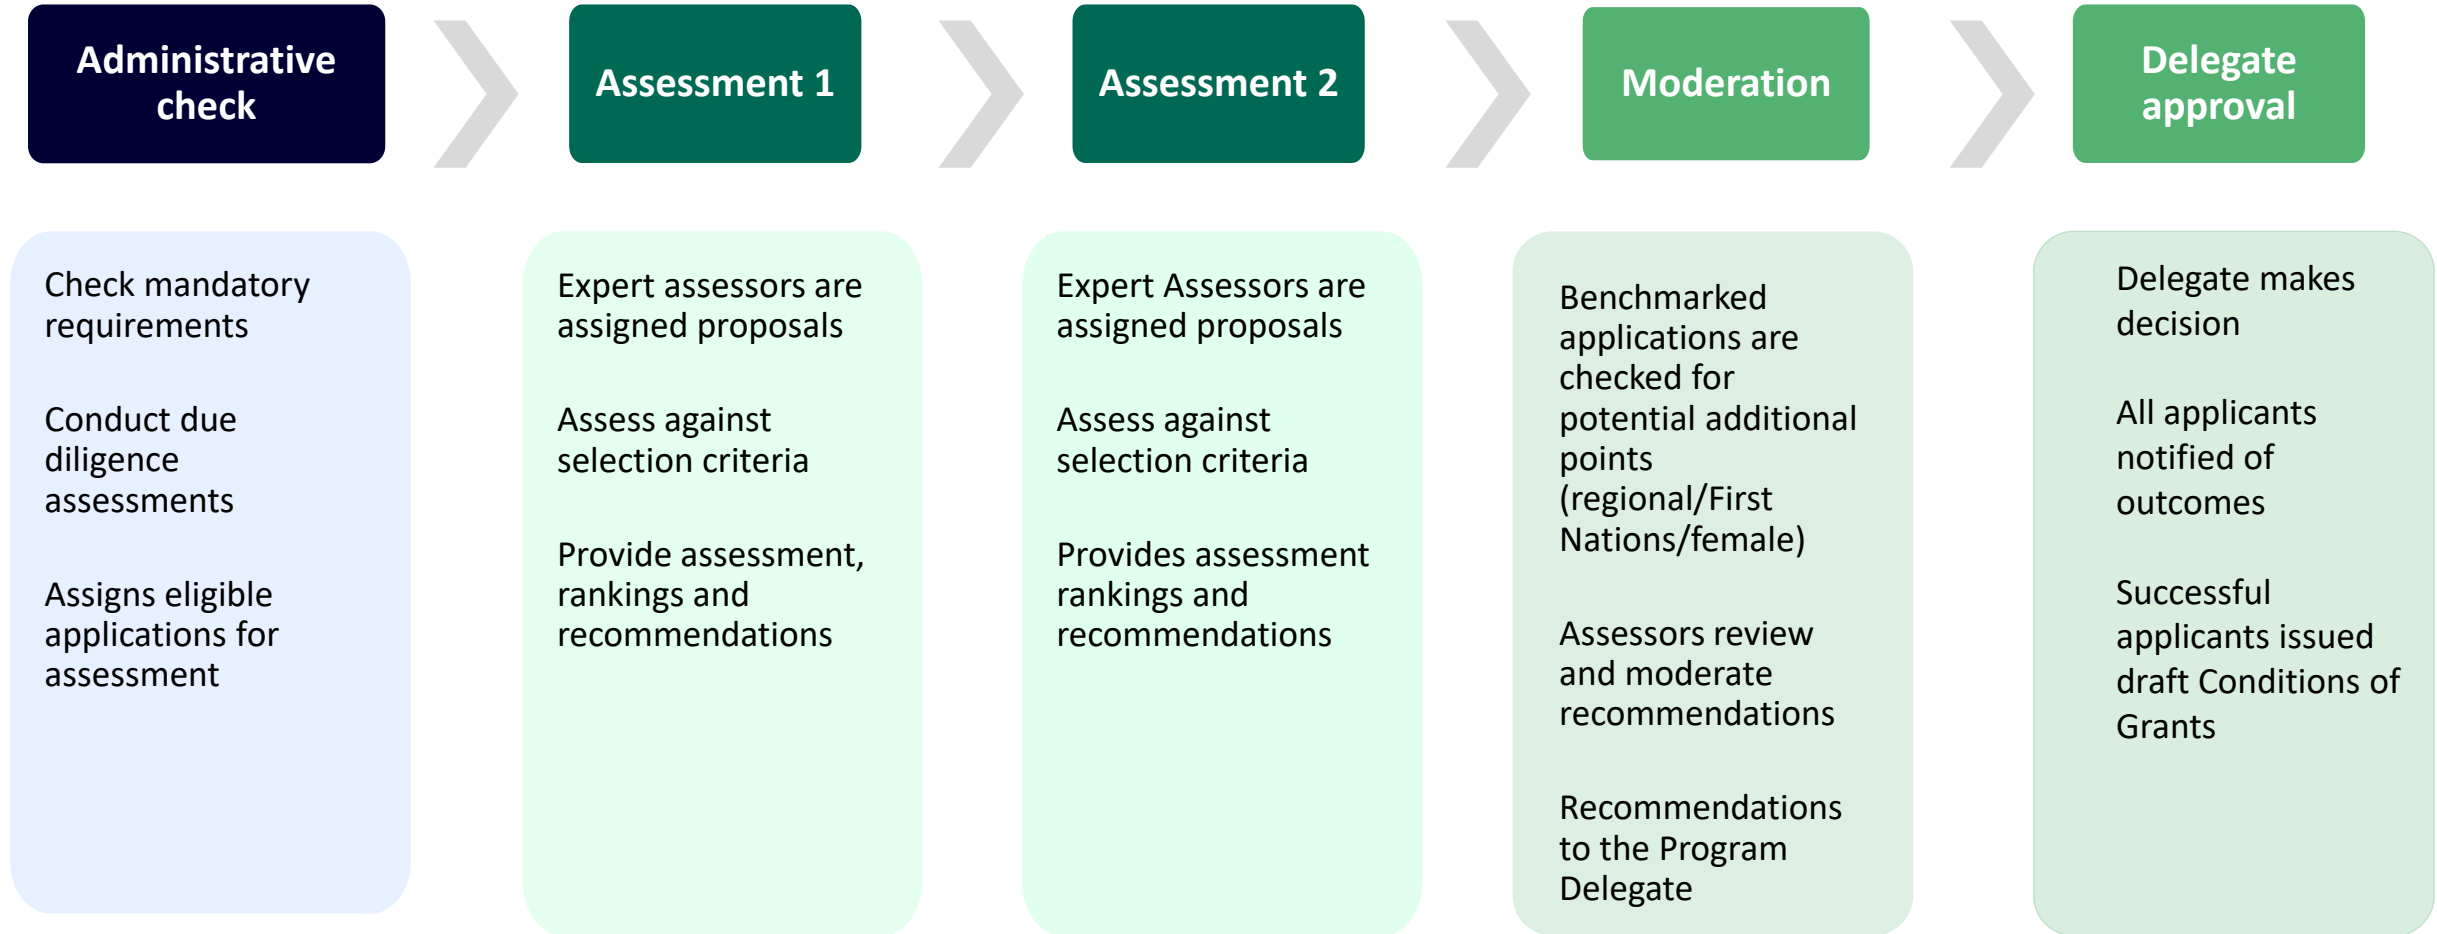 Administrative
check
Assessment 1
Assessment 2
Moderation
Delegate
approval
Check mandatory
requirements
Conduct due
diligence
assessments
Assigns eligible
applications for
assessment
Expert assessors are
assigned proposals
Assess against
selection criteria
Provide assessment,
rankings and
recommendations
Expert Assessors are
assigned proposals
Assess against
selection criteria
Provides assessment
rankings and
recommendations
Benchmarked
applications are
checked for
potential additional
points
(regional/First
Nations/female)
Assessors review
and moderate
recommendations
Recommendations
to the Program
Delegate
Delegate makes
decision
All applicants
notified of
outcomes
Successful
applicants issued
draft Conditions of
Grants